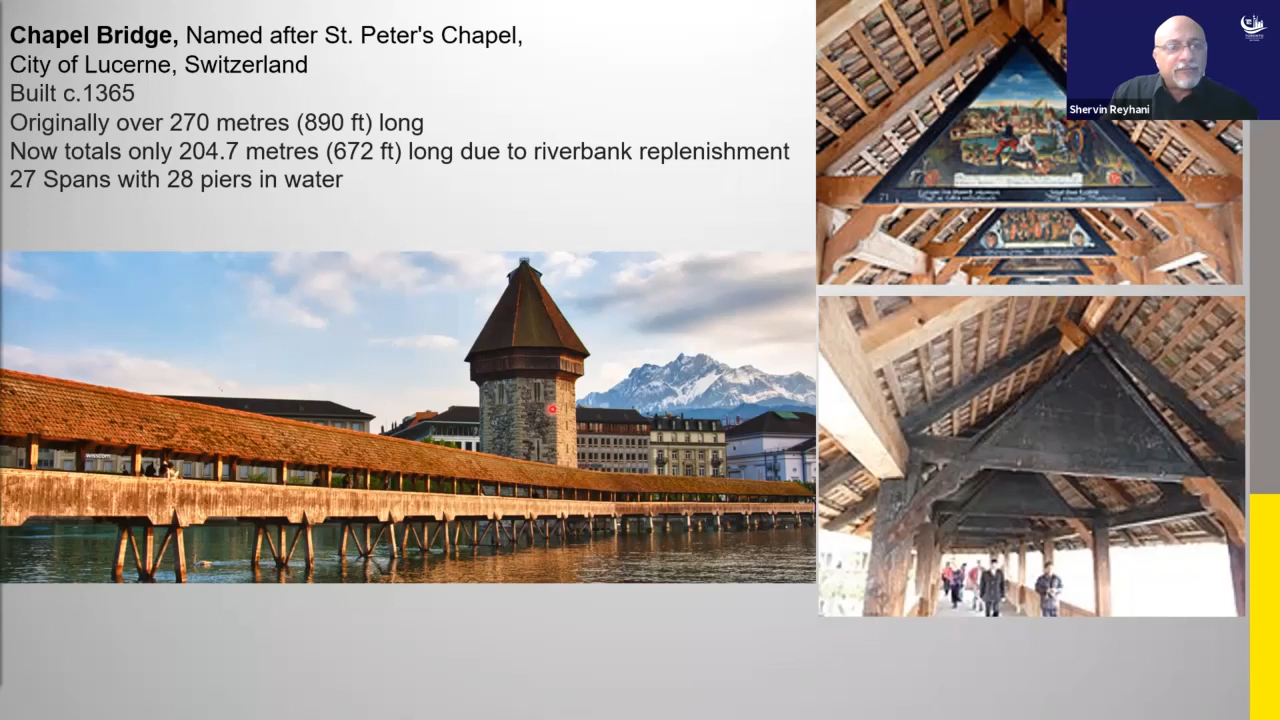 Chapel Bridge, Named after St. Peter's Chapel,
City of Lucerne, Switzerland
Built c.1365
Originally over 270 metres (890 ft) long
Now totals only 204.7 metres (672 ft) long due to riverbank replenishment
27 Spans with 28 piers in water
Shervin Reyhani